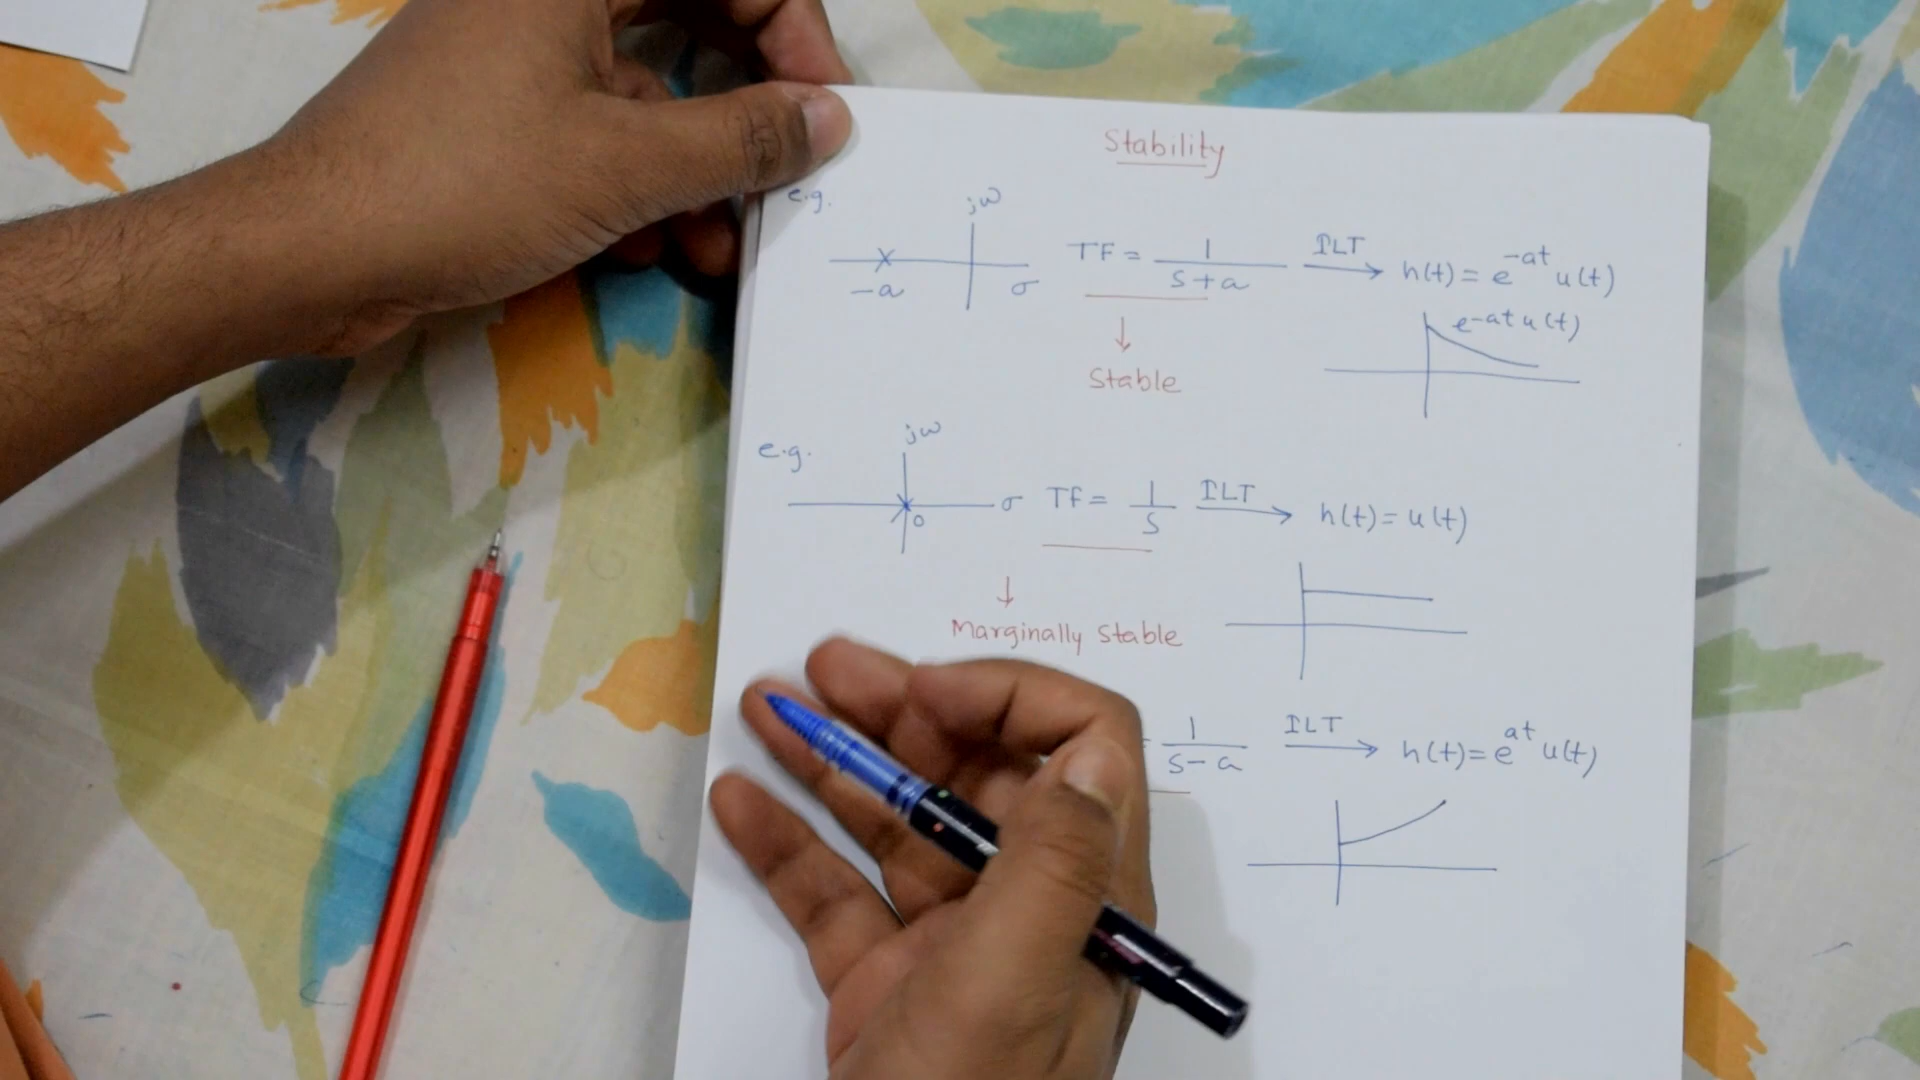 Stability
e.g.
jω
TF = 1/(s+a) ILT → h(t) = e^-at u(t)
-a σ
e-at u(t)
↓
Stable
e.g.
jω
σ TF = 1/s ILT → h(t) = u(t)
0
↓
Marginally stable
= 1/(s-a) ILT → h(t) = e^at u(t)